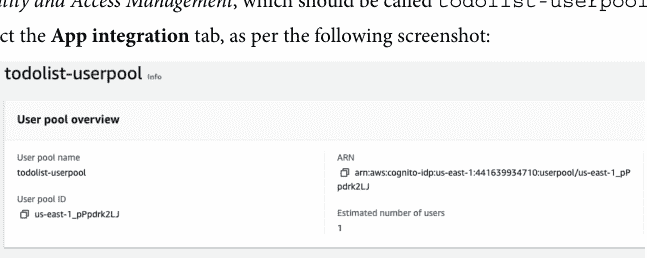 ity and Access Management, which should be called todolist-userpool
ct the App integration tab, as per the following screenshot:
todolist-userpool Info
User pool overview
User pool name
todolist-userpool
User pool ID
us-east-1_pPpdrk2LJ
ARN
arn:aws:cognito-idp:us-east-1:441639934710:userpool/us-east-1_pP
pdrk2LJ
Estimated number of users
1